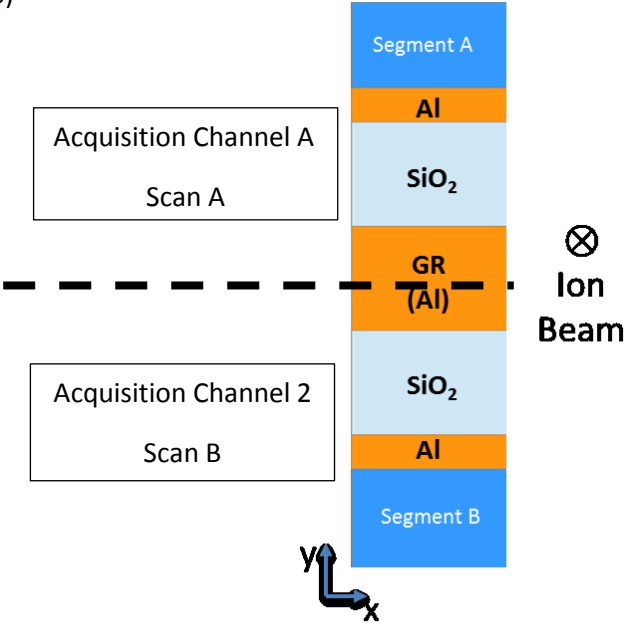 Segment A
Al
Acquisition Channel A
Scan A
SiO₂
GR
(Al)
Ion
Beam
Acquisition Channel 2
Scan B
SiO₂
Al
Segment B
y
x